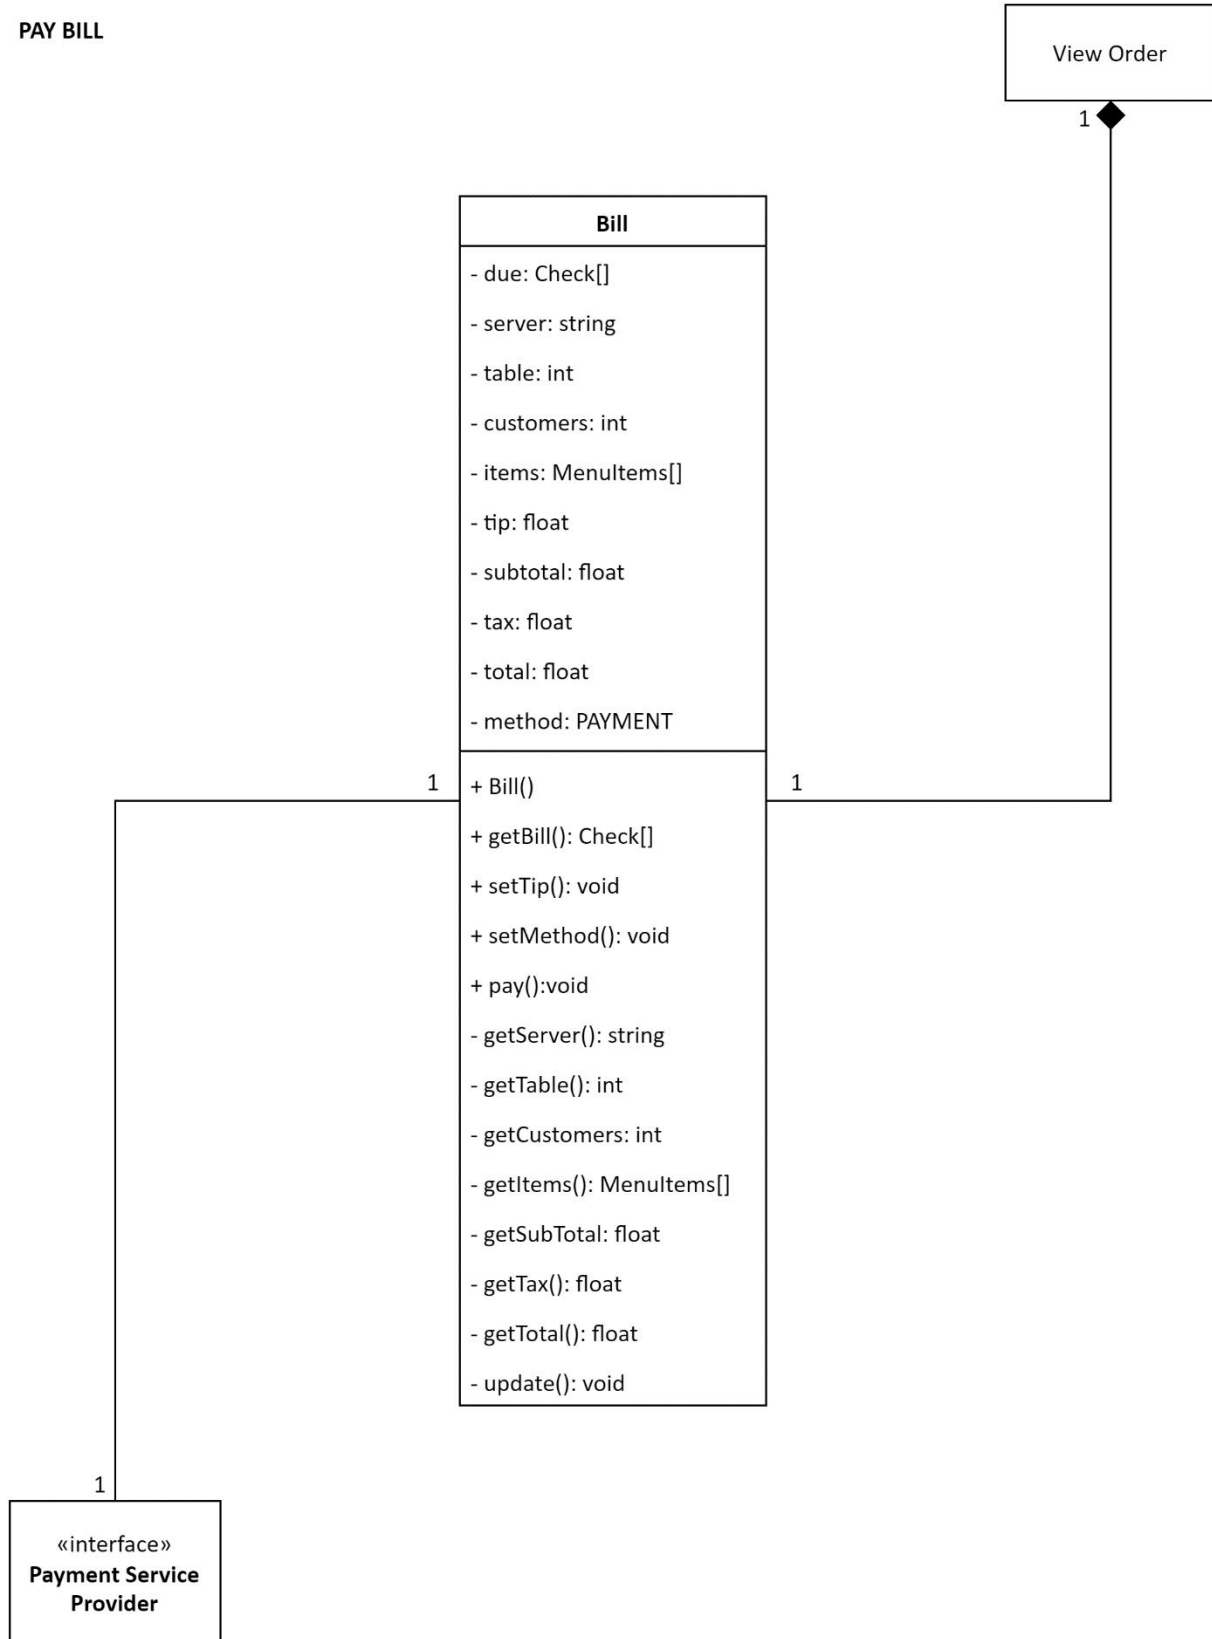 PAY BILL
View Order
1
Bill
- due: Check[]
- server: string
- table: int
- customers: int
- items: MenuItems[]
- tip: float
- subtotal: float
- tax: float
- total: float
- method: PAYMENT
1
1
+ Bill()
+ getBill(): Check[]
+ setTip(): void
+ setMethod(): void
+ pay():void
- getServer(): string
- getTable(): int
- getCustomers: int
- getItems(): MenuItems[]
- getSubTotal: float
- getTax(): float
- getTotal(): float
- update(): void
1
«interface»
Payment Service
Provider